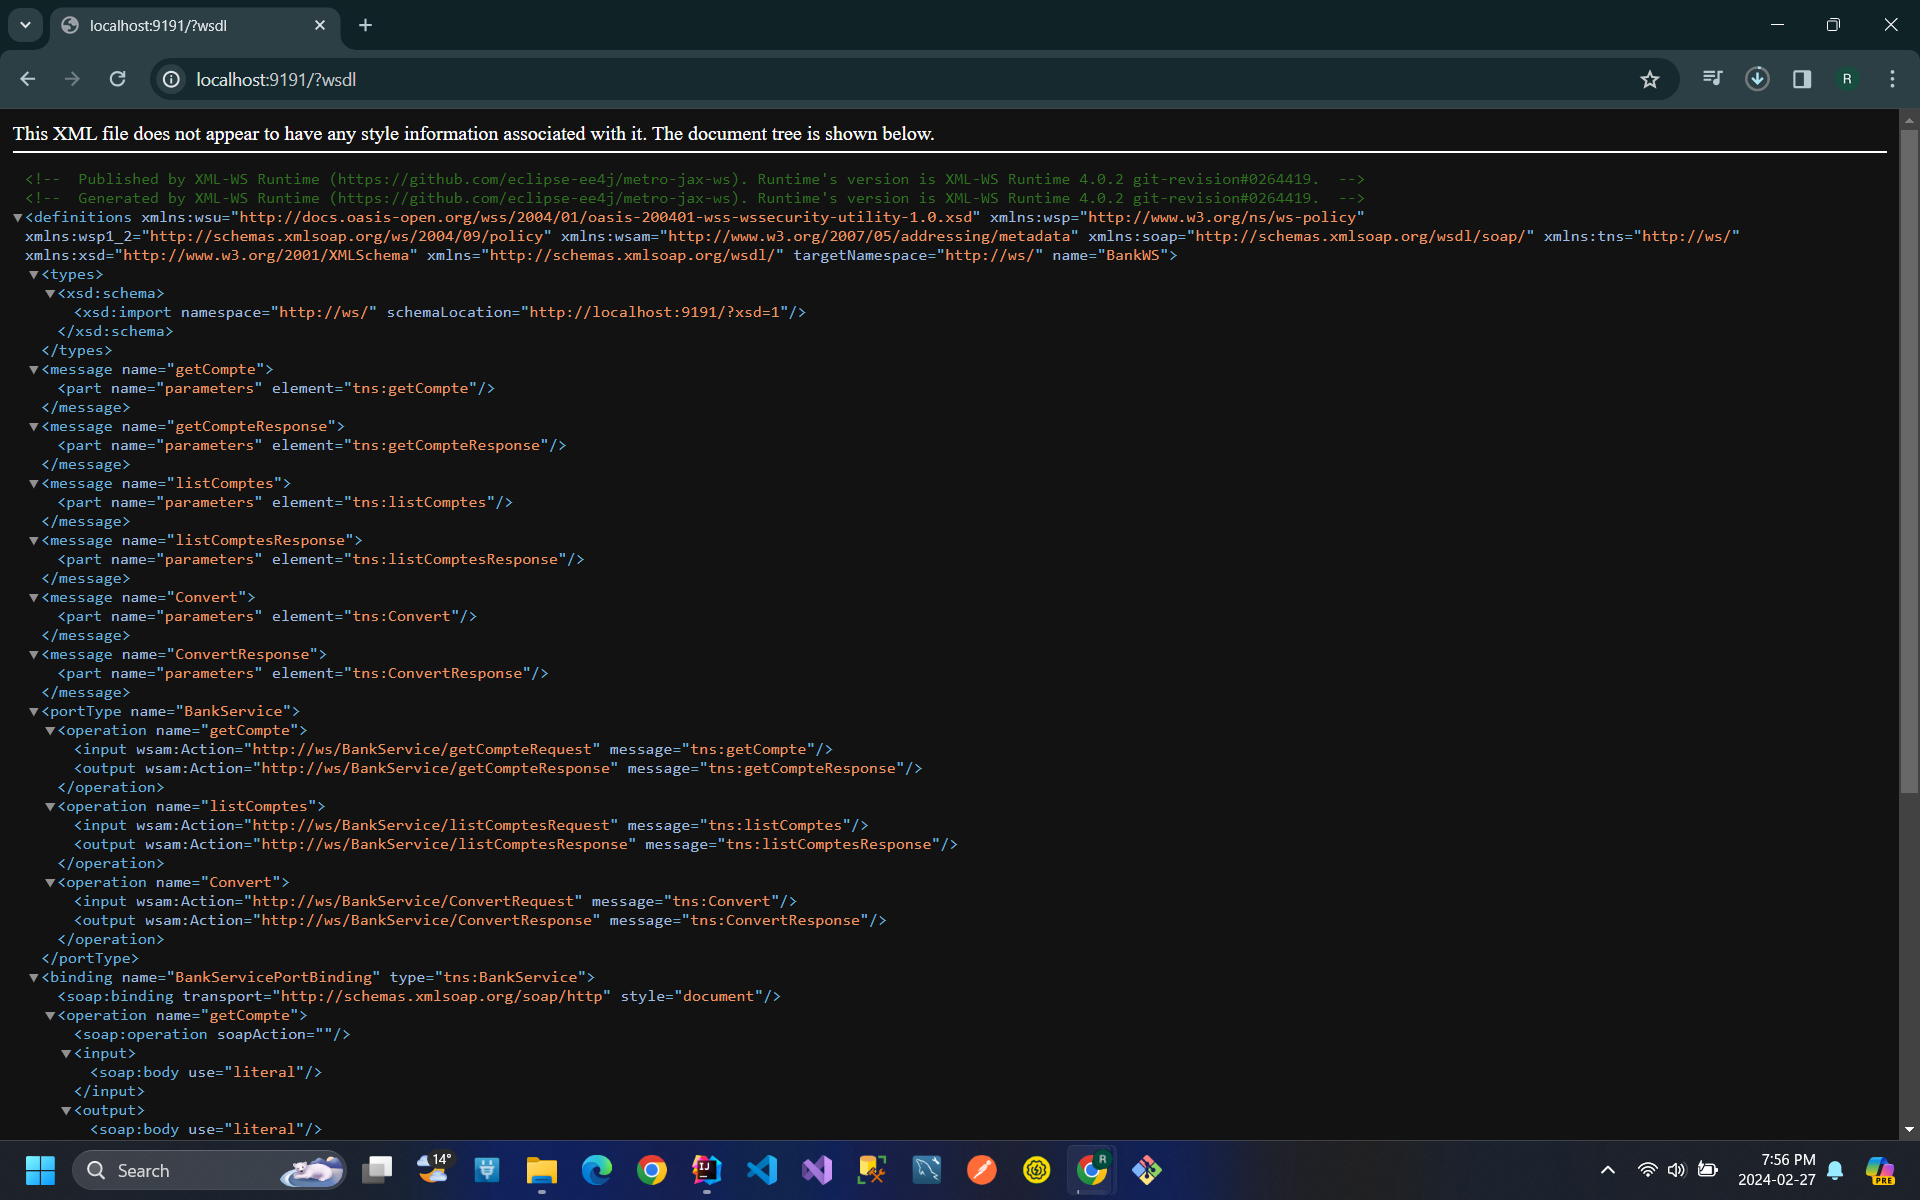 localhost:9191/?wsdl
localhost:9191/?wsdl
R
This XML file does not appear to have any style information associated with it. The document tree is shown below.
<!-- Published by XML-WS Runtime (https://github.com/eclipse-ee4j/metro-jax-ws). Runtime's version is XML-WS Runtime 4.0.2 git-revision#0264419. -->
<!-- Generated by XML-WS Runtime (https://github.com/eclipse-ee4j/metro-jax-ws). Runtime's version is XML-WS Runtime 4.0.2 git-revision#0264419. -->
<definitions xmlns:wsu="http://docs.oasis-open.org/wss/2004/01/oasis-200401-wss-wssecurity-utility-1.0.xsd" xmlns:wsp="http://www.w3.org/ns/ws-policy"
xmlns:wsp1_2="http://schemas.xmlsoap.org/ws/2004/09/policy" xmlns:wsam="http://www.w3.org/2007/05/addressing/metadata" xmlns:soap="http://schemas.xmlsoap.org/wsdl/soap/" xmlns:tns="http://ws/"
xmlns:xsd="http://www.w3.org/2001/XMLSchema" xmlns="http://schemas.xmlsoap.org/wsdl/" targetNamespace="http://ws/" name="BankWS">
<types>
<xsd:schema>
<xsd:import namespace="http://ws/" schemaLocation="http://localhost:9191/?xsd=1"/>
</xsd:schema>
</types>
<message name="getCompte">
<part name="parameters" element="tns:getCompte"/>
</message>
<message name="getCompteResponse">
<part name="parameters" element="tns:getCompteResponse"/>
</message>
<message name="listComptes">
<part name="parameters" element="tns:listComptes"/>
</message>
<message name="listComptesResponse">
<part name="parameters" element="tns:listComptesResponse"/>
</message>
<message name="Convert">
<part name="parameters" element="tns:Convert"/>
</message>
<message name="ConvertResponse">
<part name="parameters" element="tns:ConvertResponse"/>
</message>
<portType name="BankService">
<operation name="getCompte">
<input wsam:Action="http://ws/BankService/getCompteRequest" message="tns:getCompte"/>
<output wsam:Action="http://ws/BankService/getCompteResponse" message="tns:getCompteResponse"/>
</operation>
<operation name="listComptes">
<input wsam:Action="http://ws/BankService/listComptesRequest" message="tns:listComptes"/>
<output wsam:Action="http://ws/BankService/listComptesResponse" message="tns:listComptesResponse"/>
</operation>
<operation name="Convert">
<input wsam:Action="http://ws/BankService/ConvertRequest" message="tns:Convert"/>
<output wsam:Action="http://ws/BankService/ConvertResponse" message="tns:ConvertResponse"/>
</operation>
</portType>
<binding name="BankServicePortBinding" type="tns:BankService">
<soap:binding transport="http://schemas.xmlsoap.org/soap/http" style="document"/>
<operation name="getCompte">
<soap:operation soapAction=""/>
<input>
<soap:body use="literal"/>
</input>
<output>
<soap:body use="literal"/>
Search
14°
IJ
R
7:56 PM
2024-02-27
PRE